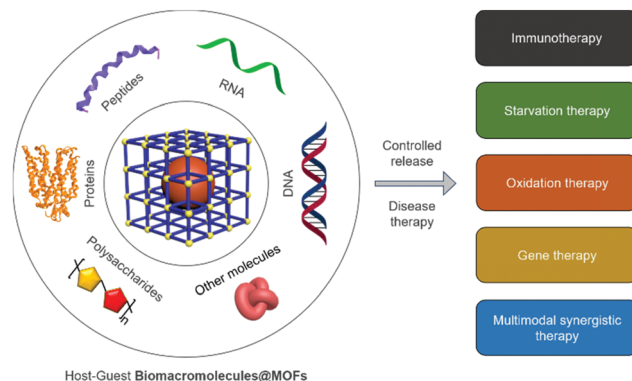 Peptides
RNA
Proteins
DNA
Polysaccharides
n
Other molecules
Host-Guest Biomacromolecules@MOFs
Controlled
release
Disease
therapy
Immunotherapy
Starvation therapy
Oxidation therapy
Gene therapy
Multimodal synergistic
therapy